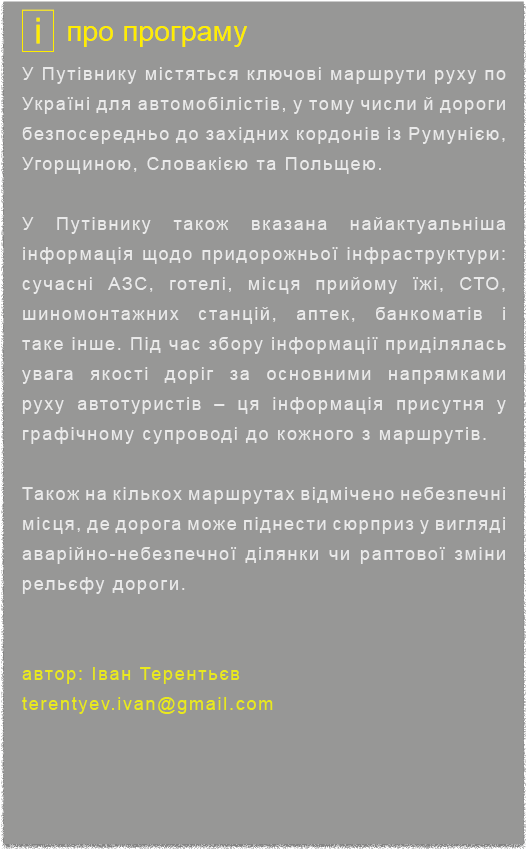 і про програму
У Путівнику містяться ключові маршрути руху по
Україні для автомобілістів, у тому числи й дороги
безпосередньо до західних кордонів із Румунією,
Угорщиною, Словакією та Польщею.
У Путівнику також вказана найактуальніша
інформація щодо придорожньої інфраструктури:
сучасні АЗС, готелі, місця прийому їжі, СТО,
шиномонтажних станцій, аптек, банкоматів і
таке інше. Під час збору інформації приділялась
увага якості доріг за основними напрямками
руху автотуристів – ця інформація присутня у
графічному супроводі до кожного з маршрутів.
Також на кількох маршрутах відмічено небезпечні
місця, де дорога може піднести сюрприз у вигляді
аварійно-небезпечної ділянки чи раптової зміни
рельєфу дороги.
автор: Іван Терентьєв
terentyev.ivan@gmail.com